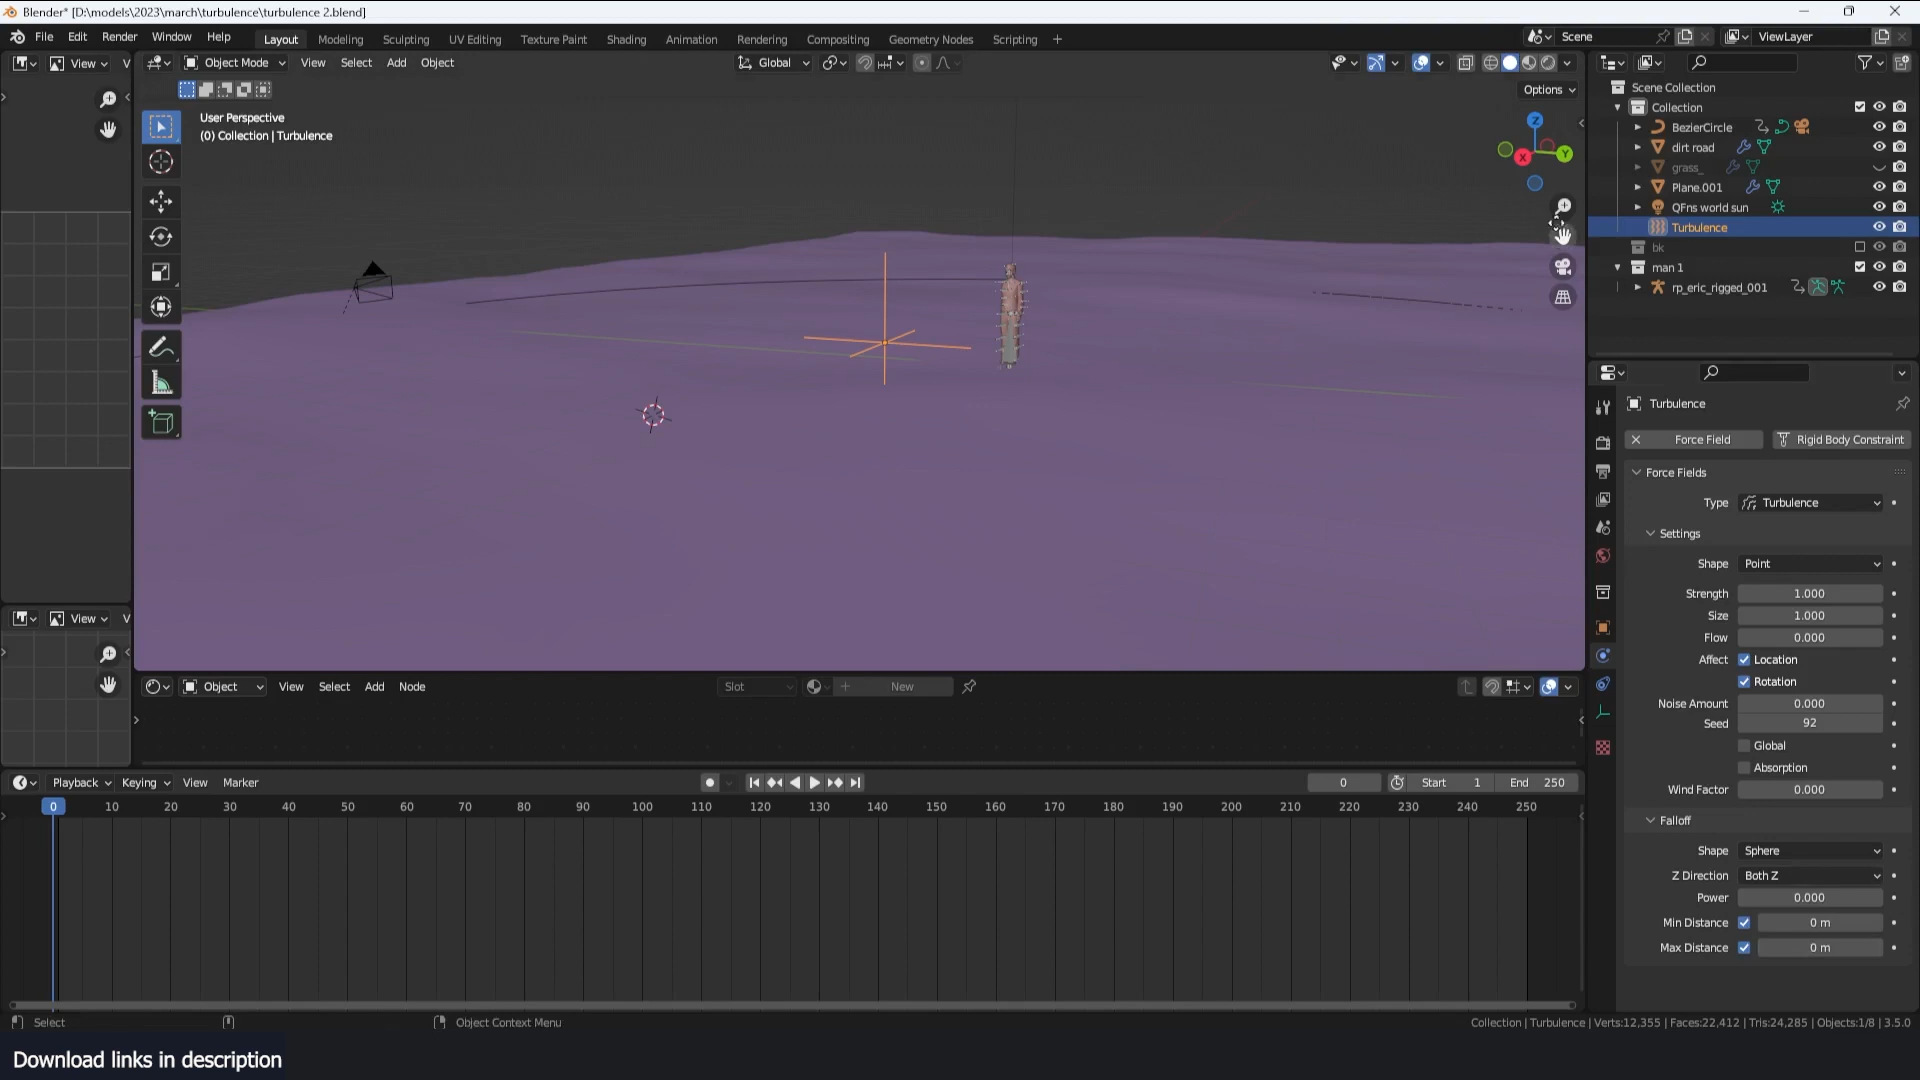 Blender* [D:\models\2023\march\turbulence\turbulence 2.blend]
File Edit Render Window Help Layout Modeling Sculpting UV Editing Texture Paint Shading Animation Rendering Compositing Geometry Nodes Scripting + Scene ViewLayer
View V Object Mode View Select Add Object Global
Options
User Perspective
(0) Collection | Turbulence
Z
X
Y
Scene Collection
Collection
BezierCircle
dirt road
grass_
Plane.001
QFns world sun
Turbulence
bk
man 1
rp_eric_rigged_001
Turbulence
Force Field Rigid Body Constraint
Force Fields
Type Turbulence
Settings
Shape Point
Strength 1.000
Size 1.000
Flow 0.000
Affect Location
Rotation
Noise Amount 0.000
Seed 92
Global
Absorption
Wind Factor 0.000
Falloff
Shape Sphere
Z Direction Both Z
Power 0.000
Min Distance 0 m
Max Distance 0 m
View V
Object View Select Add Node Slot New
Playback Keying View Marker 0 Start 1 End 250
0 10 20 30 40 50 60 70 80 90 100 110 120 130 140 150 160 170 180 190 200 210 220 230 240 250
Select Object Context Menu Collection | Turbulence | Verts:12,355 | Faces:22,412 | Tris:24,285 | Objects:1/8 | 3.5.0
Download links in description